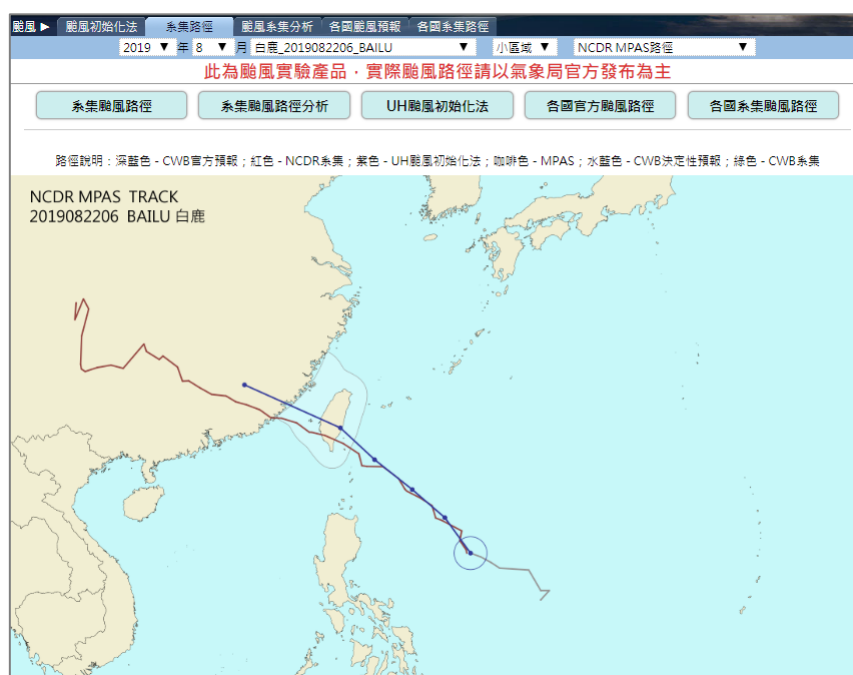 颱風 ▶ 颱風初始化法 系集路徑 颱風系集分析 各國颱風預報 各國系集路徑
2019 ▼ 年 8 ▼ 月 白鹿_2019082206_BAILU ▼ 小區域 ▼ NCDR MPAS路徑 ▼
此為颱風實驗產品，實際颱風路徑請以氣象局官方發布為主
系集颱風路徑 系集颱風路徑分析 UH颱風初始化法 各國官方颱風路徑 各國系集颱風路徑
路徑說明：深藍色 - CWB官方預報；紅色 - NCDR系集；紫色 - UH颱風初始化法；咖啡色 - MPAS；水藍色 - CWB決定性預報；綠色 - CWB系集
NCDR MPAS TRACK
2019082206 BAILU 白鹿